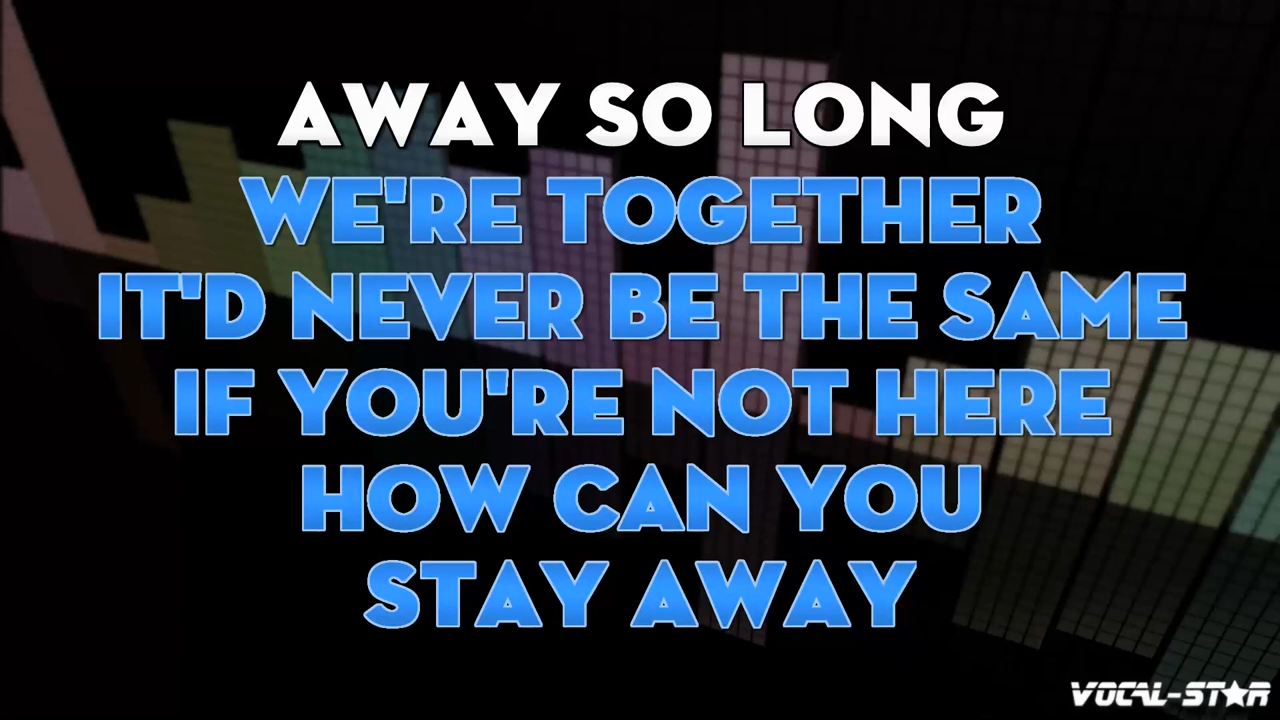 AWAY SO LONG
WE'RE TOGETHER
IT'D NEVER BE THE SAME
IF YOU'RE NOT HERE
HOW CAN YOU
STAY AWAY
VOCAL-STAR